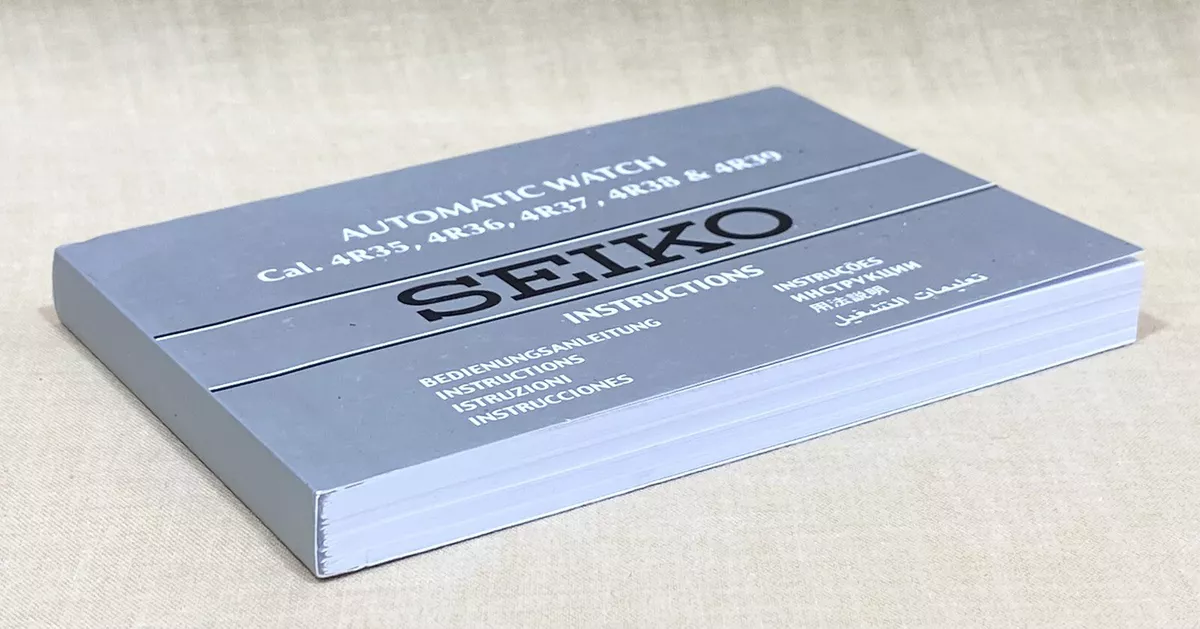 AUTOMATIC WATCH
Cal. 4R35, 4R36, 4R37, 4R38 & 4R39
SEIKO
INSTRUCTIONS
BEDIENUNGSANLEITUNG
INSTRUCTIONS
ISTRUZIONI
INSTRUCCIONES
INSTRUÇÕES
ИНСТРУКЦИИ
用法説明
تعليمات التشغيل